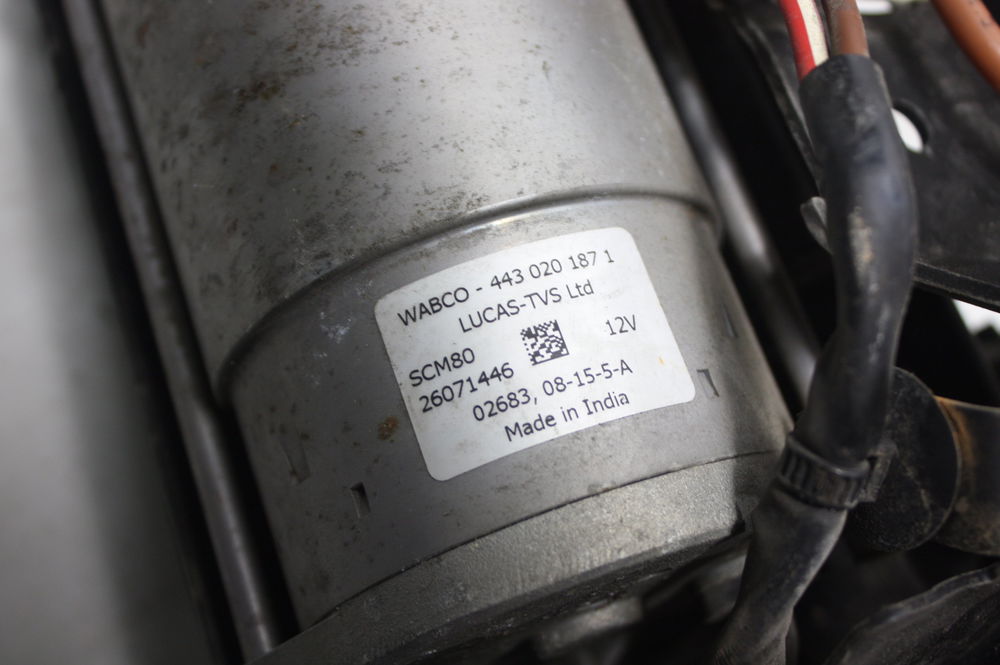 WABCO - 443 020 187 1
LUCAS-TVS Ltd
SCM80 12V
26071446
02683, 08-15-5-A
Made in India